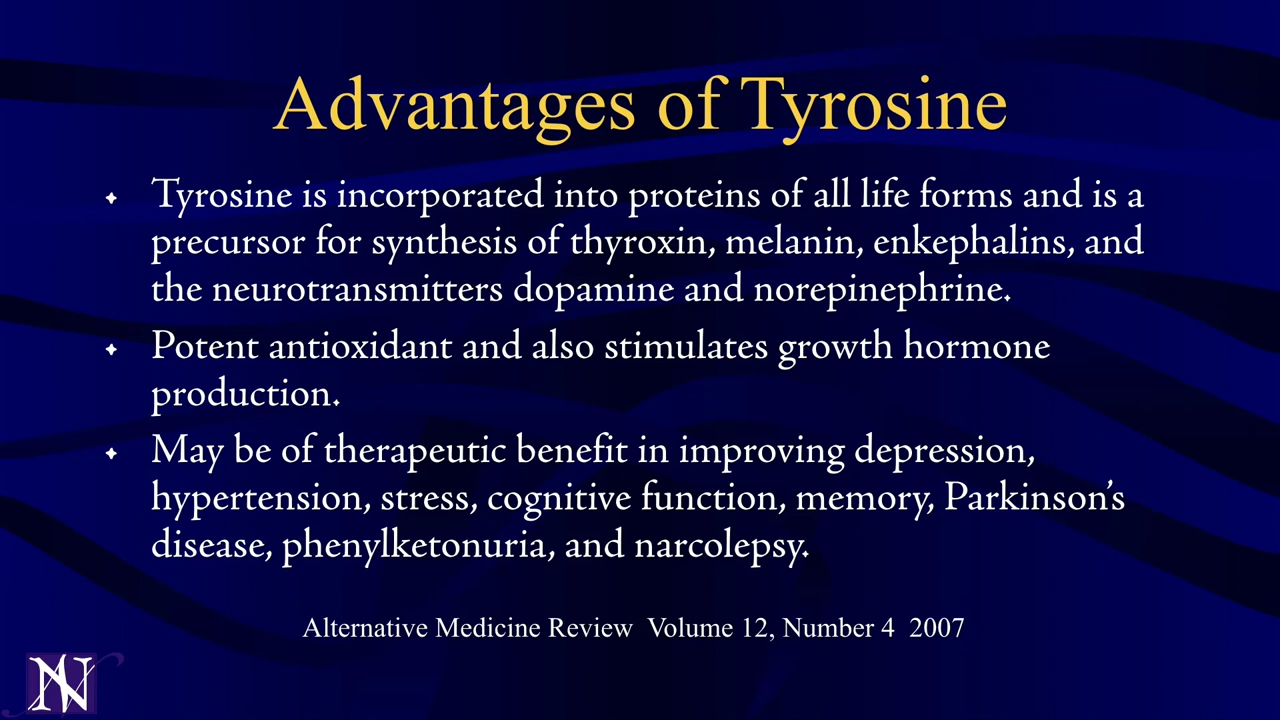 Advantages of Tyrosine
Tyrosine is incorporated into proteins of all life forms and is a
precursor for synthesis of thyroxin, melanin, enkephalins, and
the neurotransmitters dopamine and norepinephrine.
Potent antioxidant and also stimulates growth hormone
production.
May be of therapeutic benefit in improving depression,
hypertension, stress, cognitive function, memory, Parkinson’s
disease, phenylketonuria, and narcolepsy.
Alternative Medicine Review Volume 12, Number 4 2007